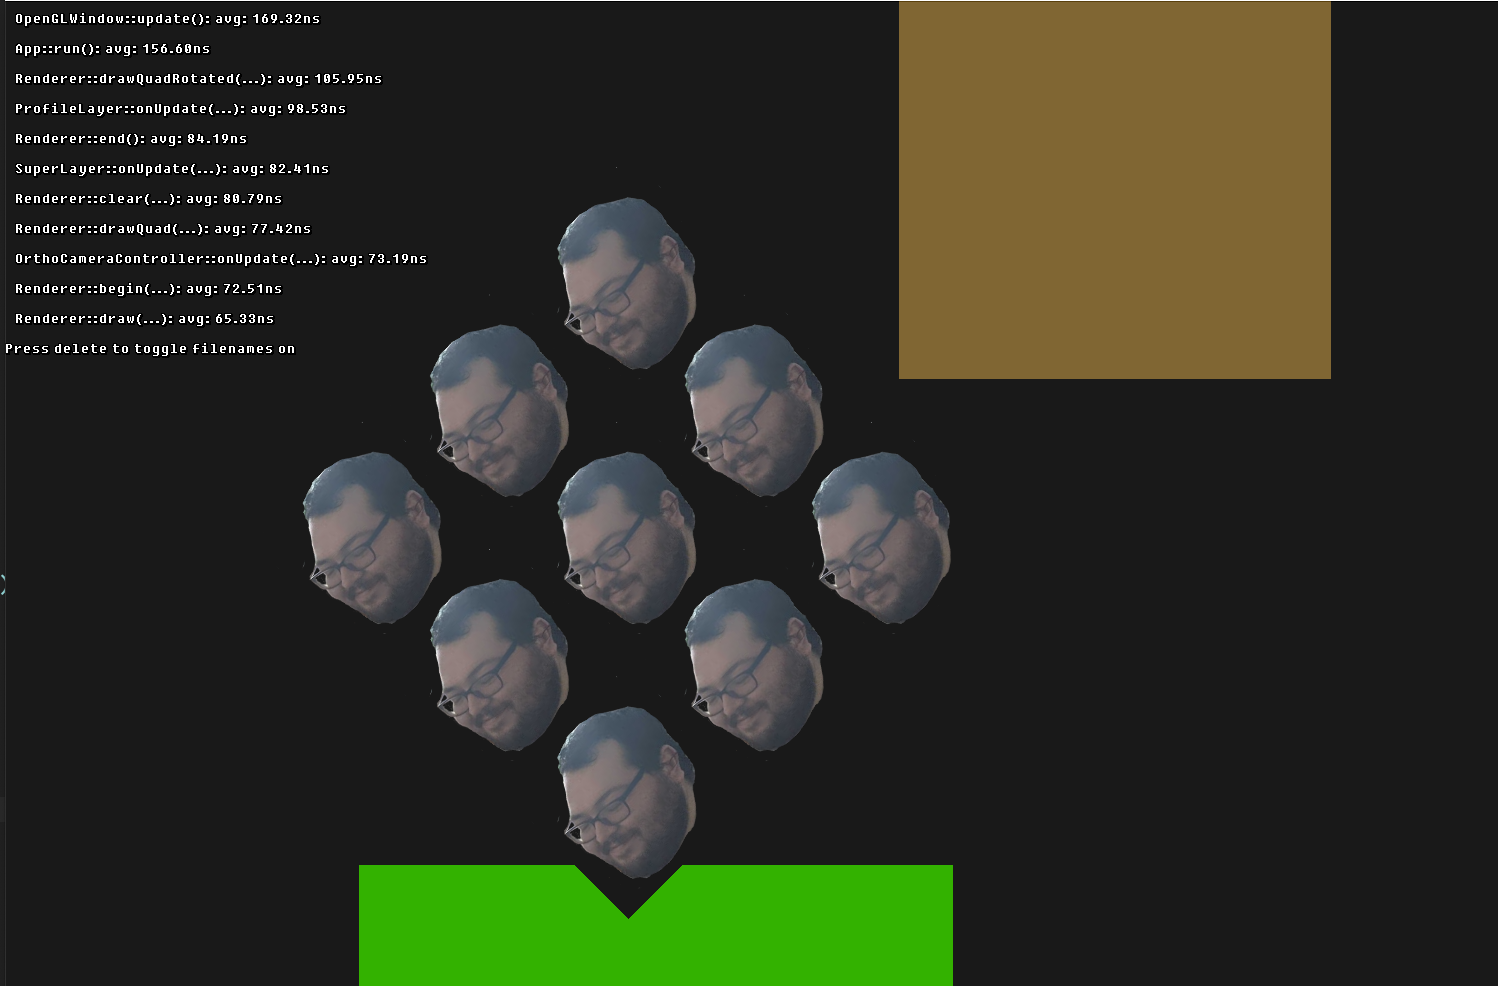 OpenGLWindow::update(): avg: 169.32ns
App::run(): avg: 156.60ns
Renderer::drawQuadRotated(...): avg: 105.95ns
ProfileLayer::onUpdate(...): avg: 98.53ns
Renderer::end(): avg: 84.19ns
SuperLayer::onUpdate(...): avg: 82.41ns
Renderer::clear(...): avg: 80.79ns
Renderer::drawQuad(...): avg: 77.42ns
OrthoCameraController::onUpdate(...): avg: 73.19ns
Renderer::begin(...): avg: 72.51ns
Renderer::draw(...): avg: 65.33ns
Press delete to toggle filenames on